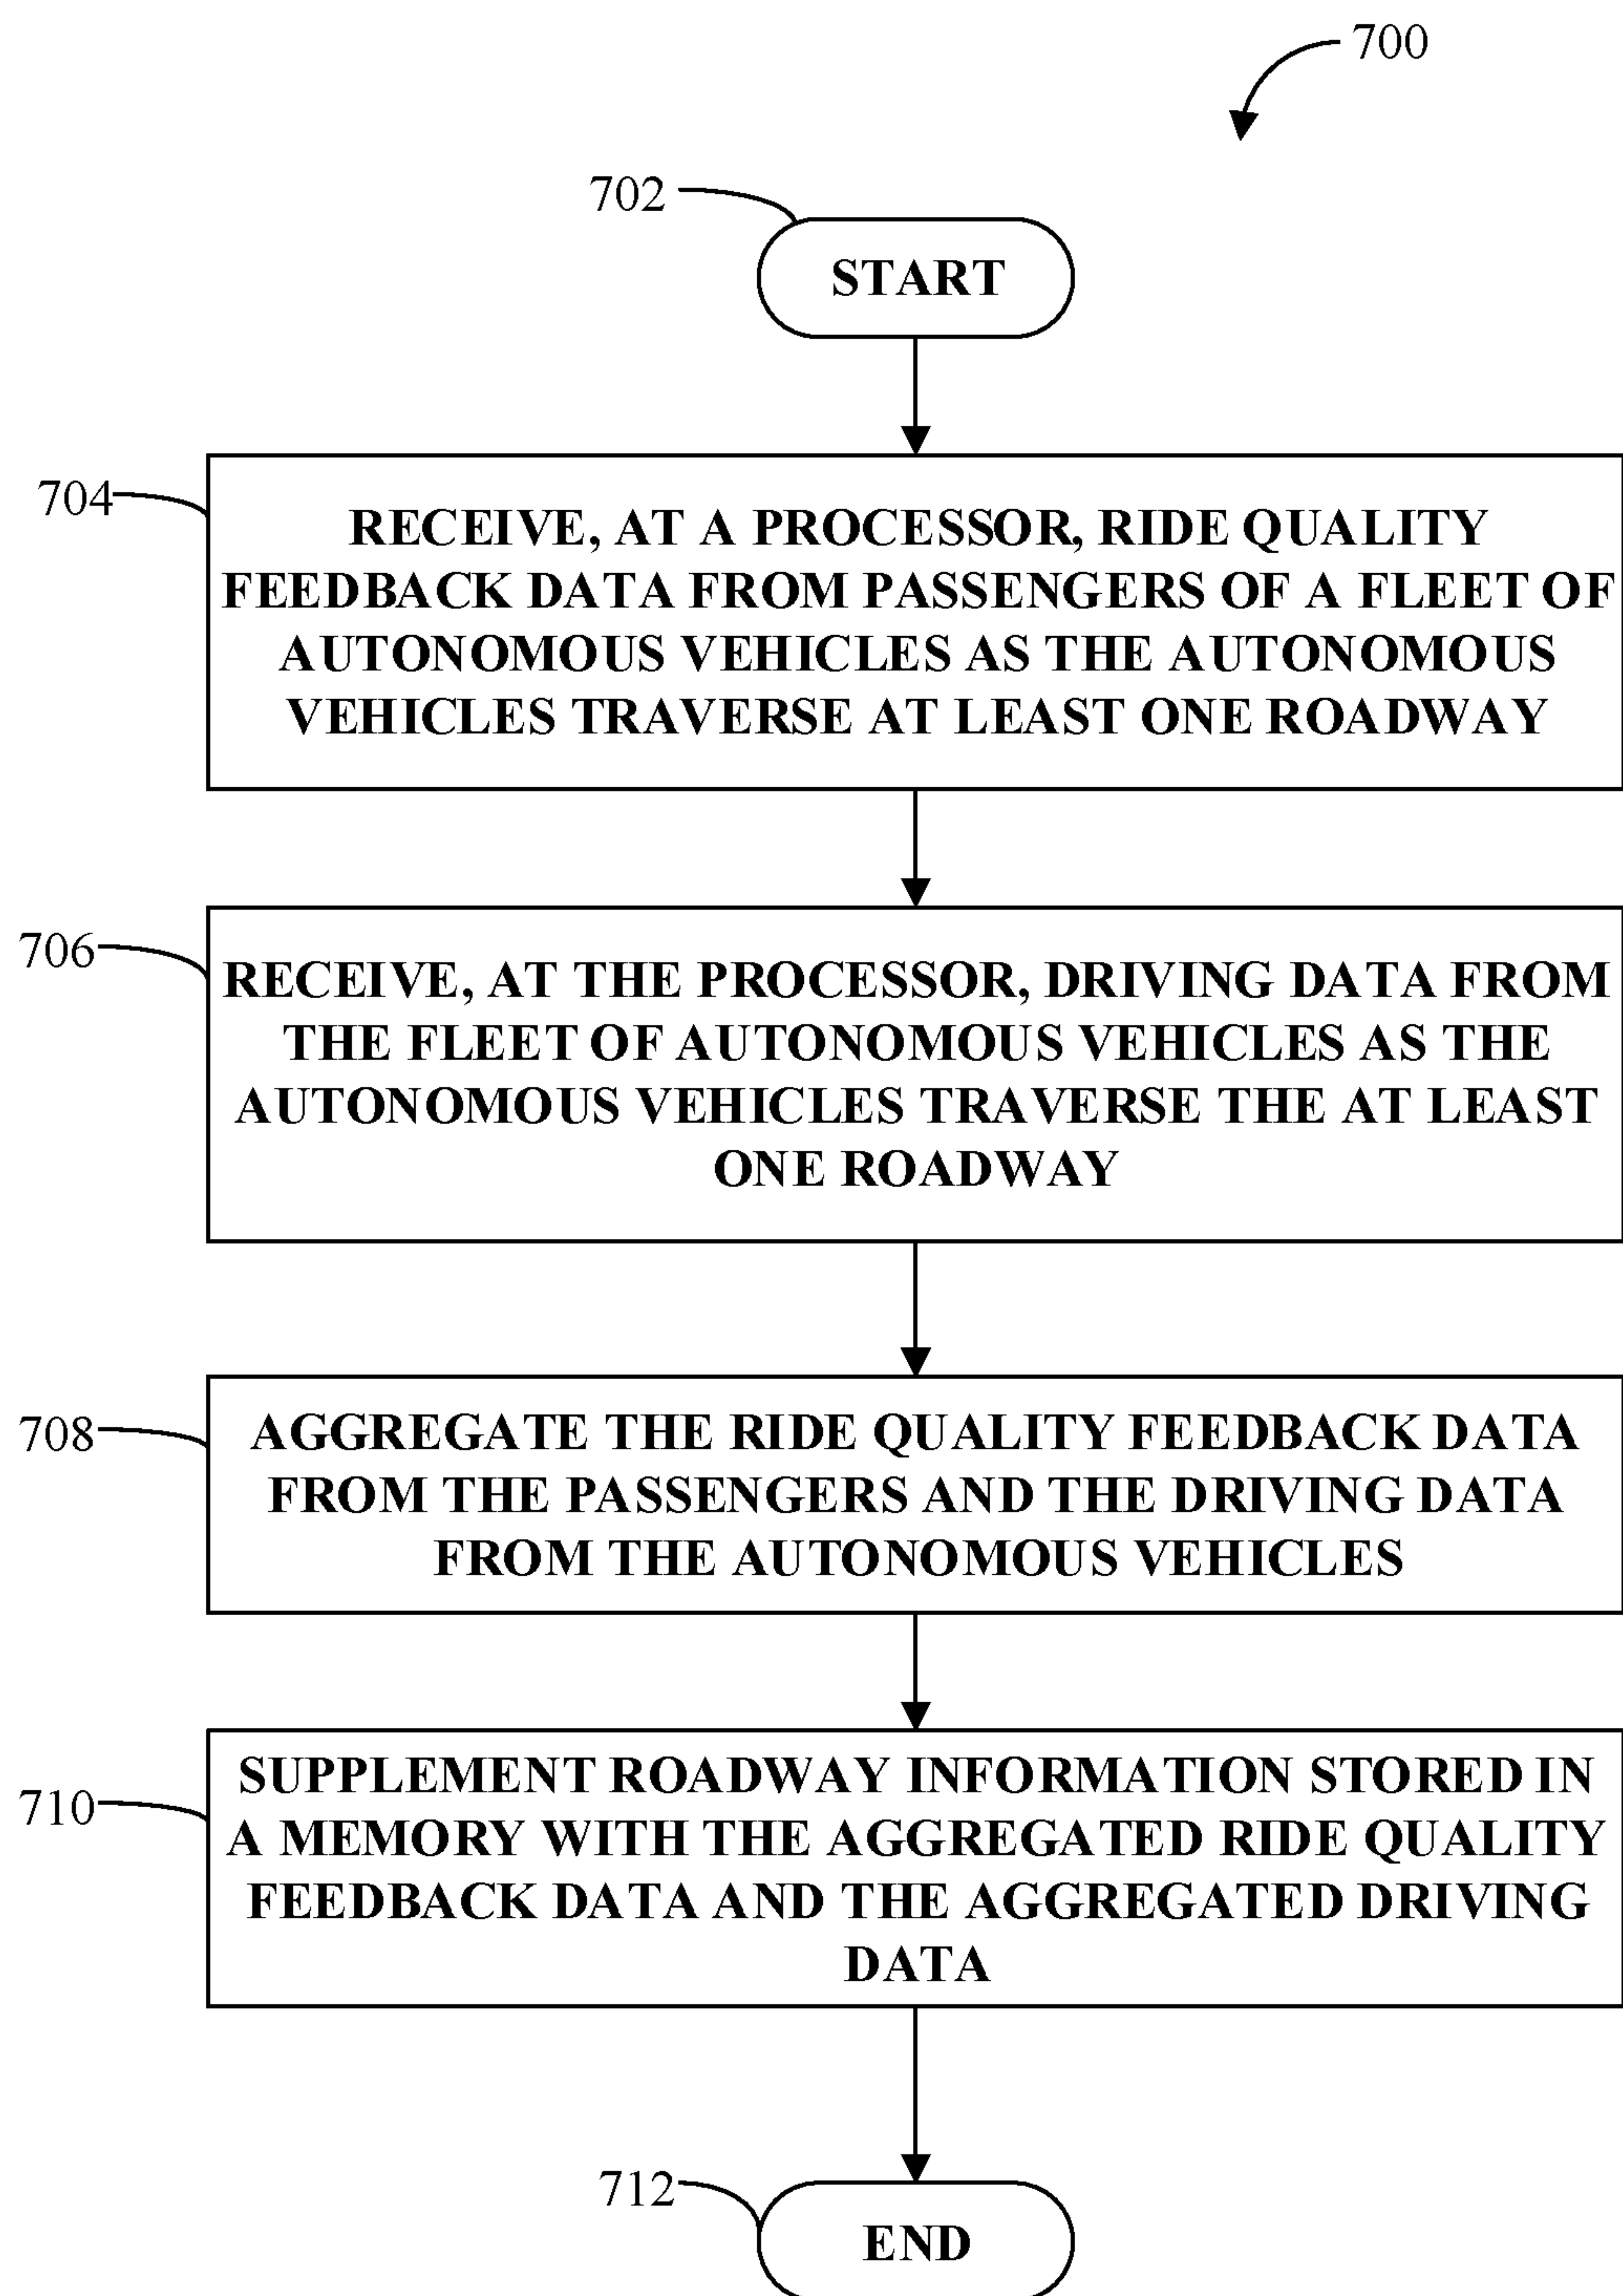 700
702
START
704
RECEIVE, AT A PROCESSOR, RIDE QUALITY
FEEDBACK DATA FROM PASSENGERS OF A FLEET OF
AUTONOMOUS VEHICLES AS THE AUTONOMOUS
VEHICLES TRAVERSE AT LEAST ONE ROADWAY
706
RECEIVE, AT THE PROCESSOR, DRIVING DATA FROM
THE FLEET OF AUTONOMOUS VEHICLES AS THE
AUTONOMOUS VEHICLES TRAVERSE THE AT LEAST
ONE ROADWAY
708
AGGREGATE THE RIDE QUALITY FEEDBACK DATA
FROM THE PASSENGERS AND THE DRIVING DATA
FROM THE AUTONOMOUS VEHICLES
710
SUPPLEMENT ROADWAY INFORMATION STORED IN
A MEMORY WITH THE AGGREGATED RIDE QUALITY
FEEDBACK DATA AND THE AGGREGATED DRIVING
DATA
712
END